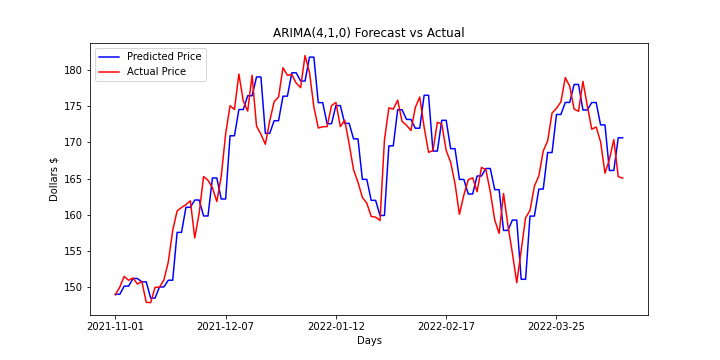 ARIMA(4,1,0) Forecast vs Actual
Predicted Price
Actual Price
Dollars $
180
175
170
165
160
155
150
2021-11-01 2021-12-07 2022-01-12 2022-02-17 2022-03-25
Days